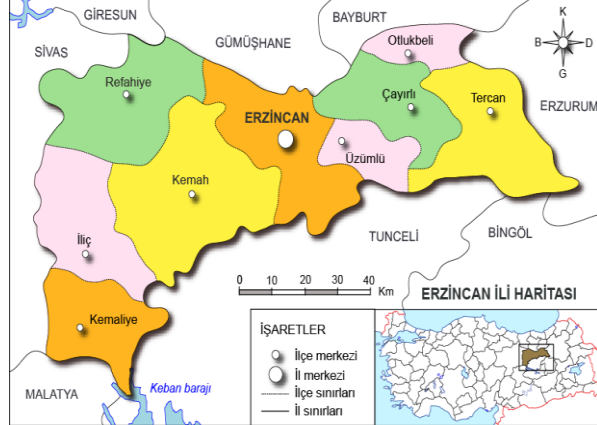 GİRESUN
BAYBURT
K
B
D
G
SİVAS
GÜMÜŞHANE
Otlukbeli
Refahiye
Çayırlı
Tercan
ERZURUM
ERZİNCAN
Üzümlü
Kemah
TUNCELİ
BİNGÖL
İliç
0 10 20 30 40
Km
ERZİNCAN İLİ HARİTASI
Kemaliye
İŞARETLER
İlçe merkezi
İl merkezi
İlçe sınırları
İl sınırları
MALATYA
Keban barajı